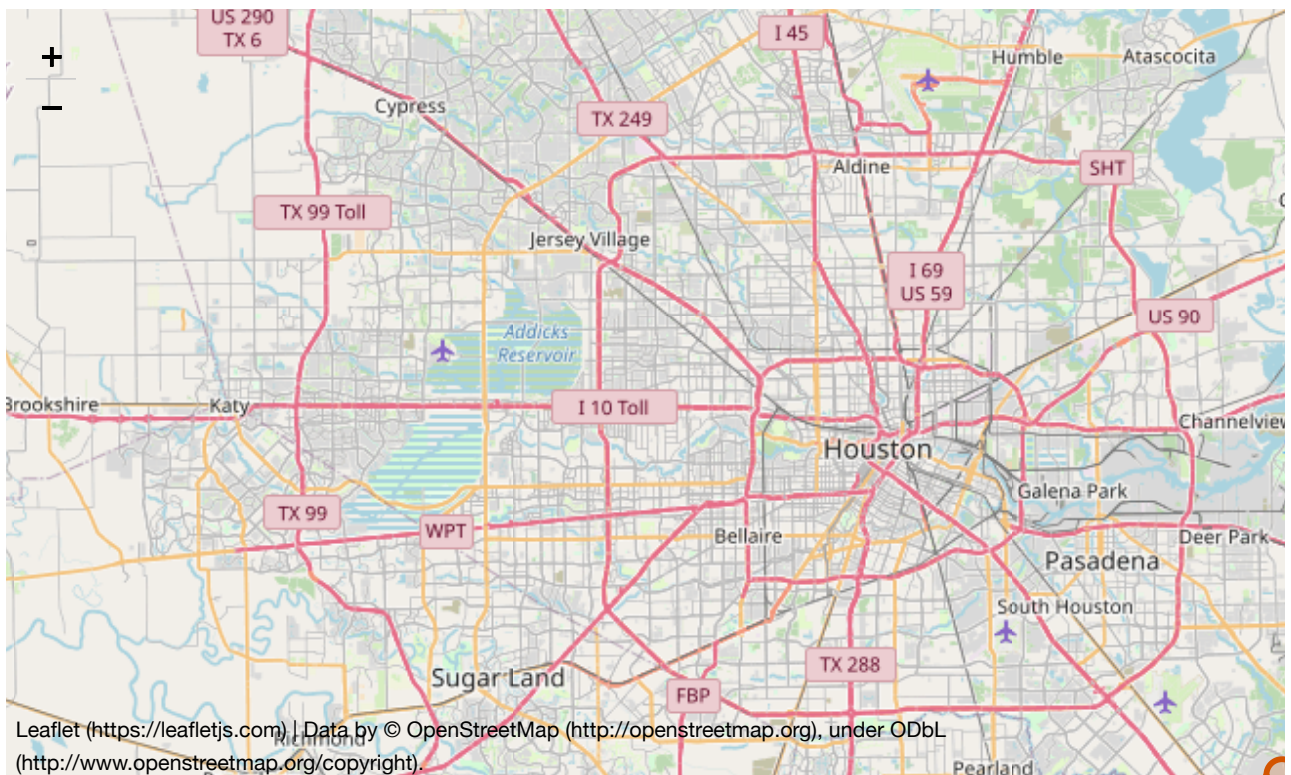 US 290
TX 6
I 45
+
Humble
Atascocita
−
Cypress
TX 249
Aldine
SHT
TX 99 Toll
Jersey Village
I 69
US 59
US 90
Addicks
Reservoir
Brookshire
Katy
I 10 Toll
Channelview
Houston
Galena Park
TX 99
WPT
Bellaire
Deer Park
Pasadena
South Houston
TX 288
Sugar Land
FBP
Leaflet (https://leafletjs.com) | Data by © OpenStreetMap (http://openstreetmap.org), under ODbL
(http://www.openstreetmap.org/copyright).
Richmond
Pearland